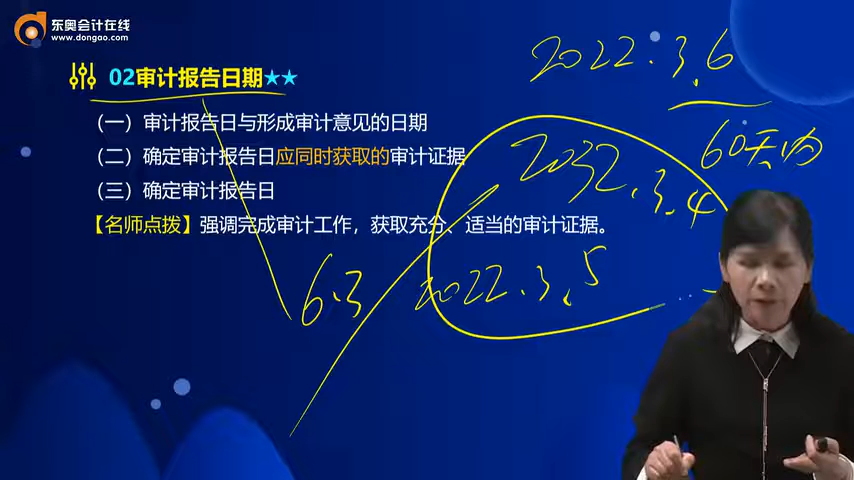 东奥会计在线
www.dongao.com
02审计报告日期★★
（一）审计报告日与形成审计意见的日期
（二）确定审计报告日应同时获取的审计证据
（三）确定审计报告日
【名师点拨】强调完成审计工作，获取充分、适当的审计证据。
2022.3.6
60天内
2032.3.4
2022.3.5
6.3